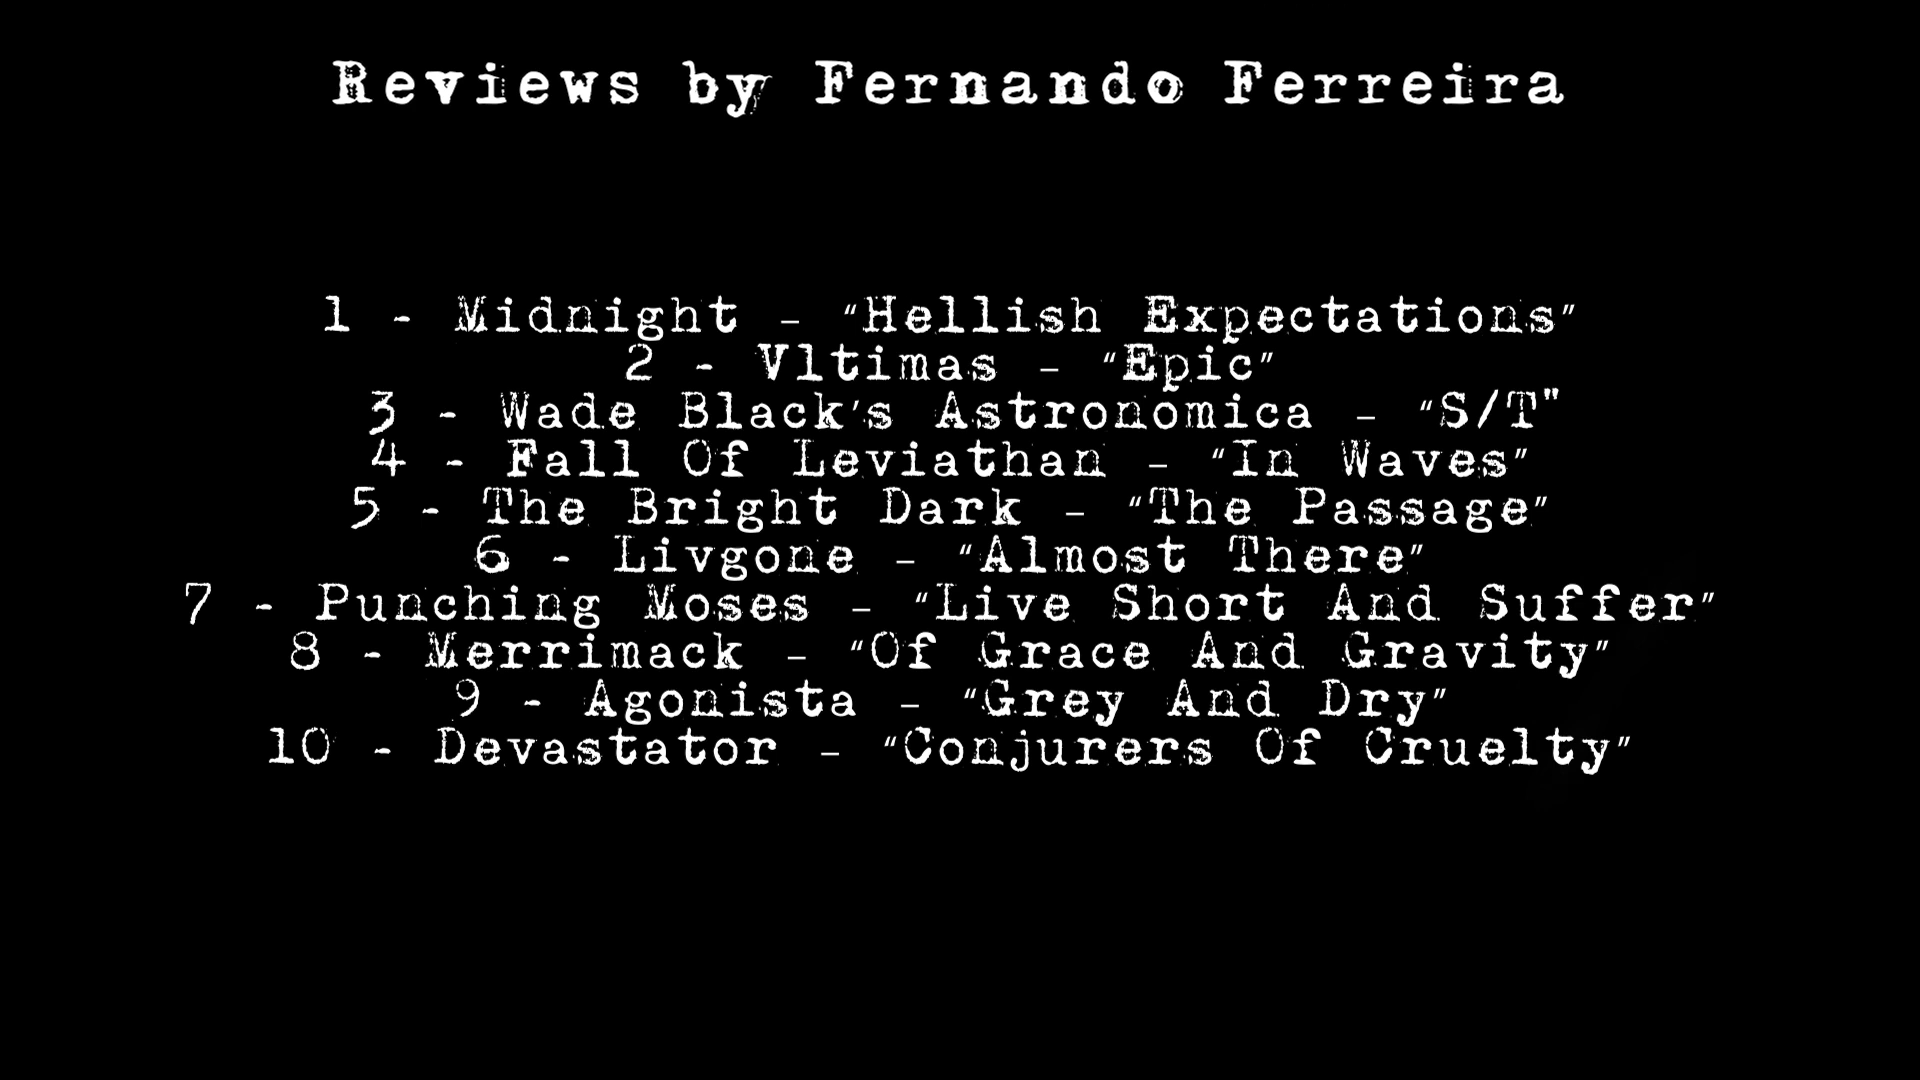 Reviews by Fernando Ferreira
1 - Midnight – "Hellish Expectations"
2 - Vltimas – "Epic"
3 - Wade Black's Astronomica – "S/T"
4 - Fall Of Leviathan – "In Waves"
5 - The Bright Dark – "The Passage"
6 - Livgone – "Almost There"
7 - Punching Moses – "Live Short And Suffer"
8 - Merrimack – "Of Grace And Gravity"
9 - Agonista – "Grey And Dry"
10 - Devastator – "Conjurers Of Cruelty"